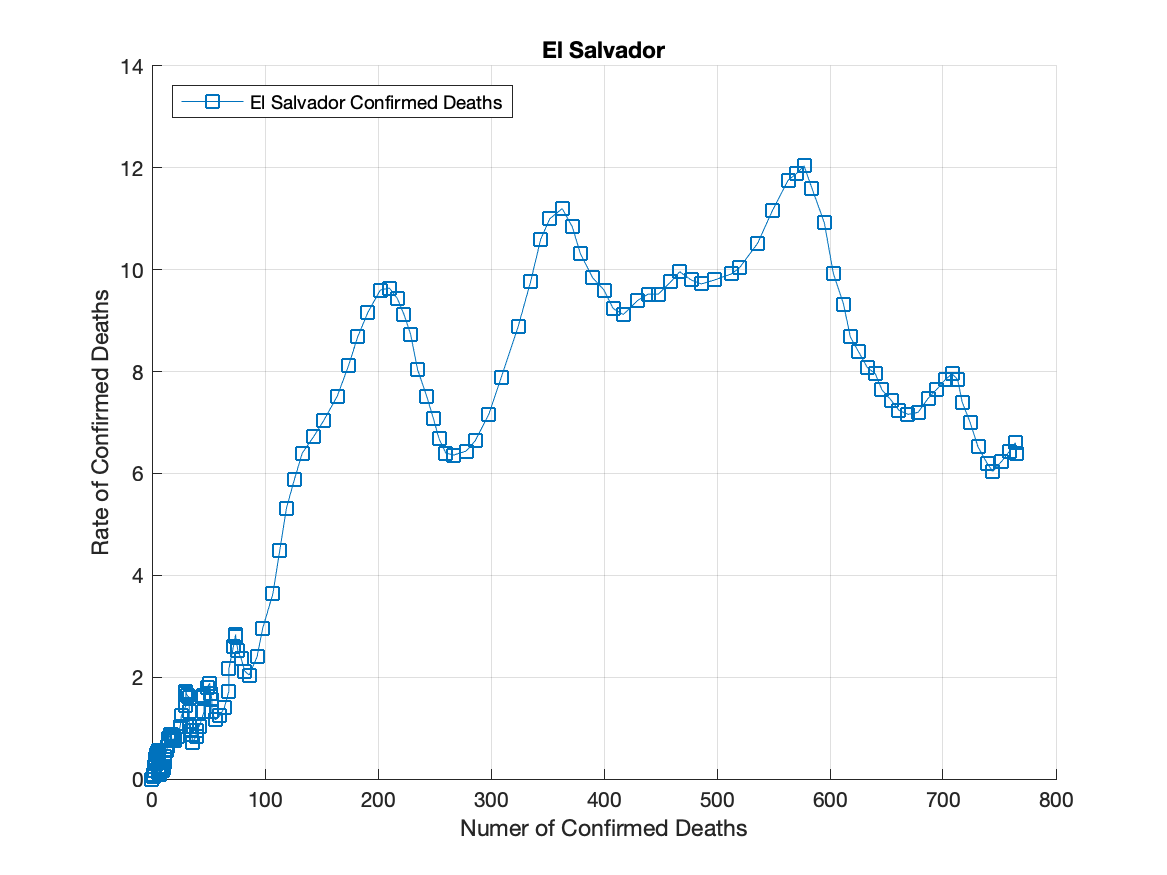 El Salvador
El Salvador Confirmed Deaths
Rate of Confirmed Deaths
14
12
10
8
6
4
2
0
0 100 200 300 400 500 600 700 800
Numer of Confirmed Deaths